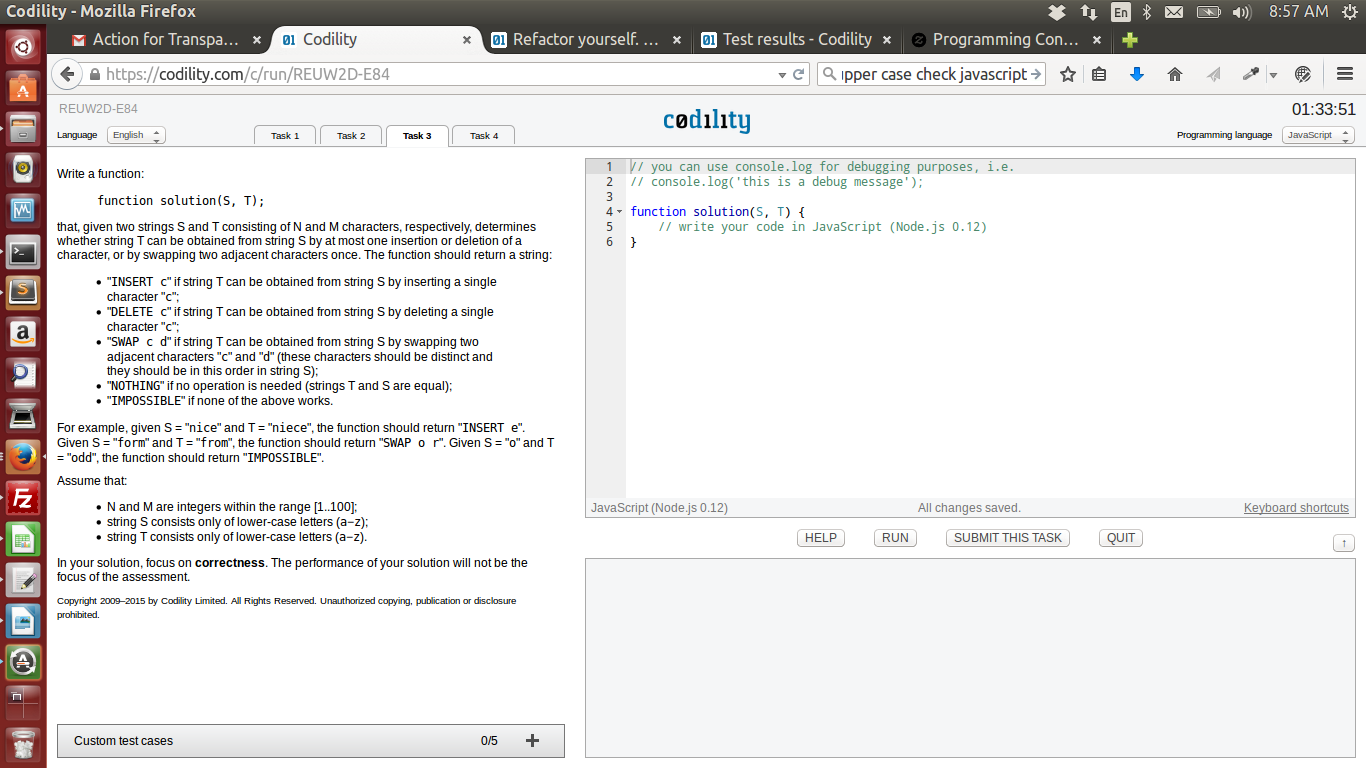 Codility - Mozilla Firefox
En
8:57 AM
Action for Transpa... ×
Codility ×
Refactor yourself. ... ×
Test results - Codility ×
Programming Con... ×
https://codility.com/c/run/REUW2D-E84
upper case check javascript
REUW2D-E84
codility
01:33:51
Language English
Task 1
Task 2
Task 3
Task 4
Programming language JavaScript
Write a function:
function solution(S, T);
that, given two strings S and T consisting of N and M characters, respectively, determines
whether string T can be obtained from string S by at most one insertion or deletion of a
character, or by swapping two adjacent characters once. The function should return a string:
• "INSERT c" if string T can be obtained from string S by inserting a single
character "c";
• "DELETE c" if string T can be obtained from string S by deleting a single
character "c";
• "SWAP c d" if string T can be obtained from string S by swapping two
adjacent characters "c" and "d" (these characters should be distinct and
they should be in this order in string S);
• "NOTHING" if no operation is needed (strings T and S are equal);
• "IMPOSSIBLE" if none of the above works.
For example, given S = "nice" and T = "niece", the function should return "INSERT e".
Given S = "form" and T = "from", the function should return "SWAP o r". Given S = "o" and T
= "odd", the function should return "IMPOSSIBLE".
Assume that:
• N and M are integers within the range [1..100];
• string S consists only of lower-case letters (a−z);
• string T consists only of lower-case letters (a−z).
In your solution, focus on correctness. The performance of your solution will not be the
focus of the assessment.
Copyright 2009–2015 by Codility Limited. All Rights Reserved. Unauthorized copying, publication or disclosure
prohibited.
Custom test cases 0/5 +
1 // you can use console.log for debugging purposes, i.e.
2 // console.log('this is a debug message');
3
4 function solution(S, T) {
5 // write your code in JavaScript (Node.js 0.12)
6 }
JavaScript (Node.js 0.12)
All changes saved.
Keyboard shortcuts
HELP
RUN
SUBMIT THIS TASK
QUIT
↑